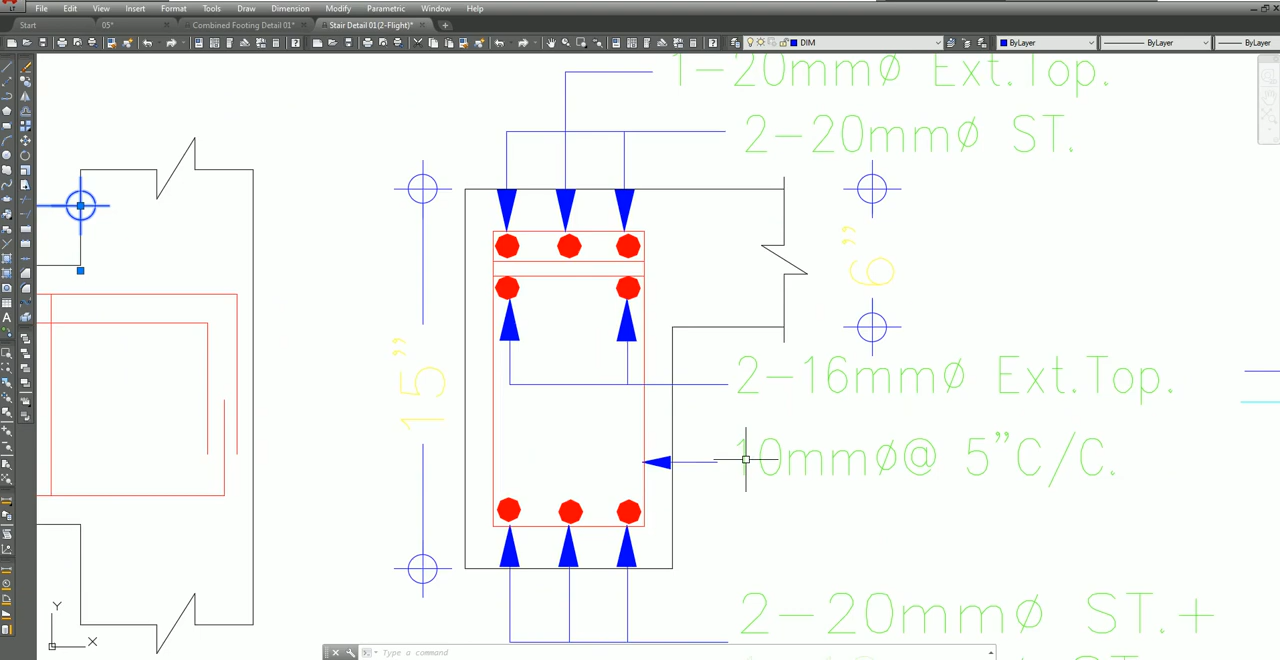 File Edit View Insert Format Tools Draw Dimension Modify Parametric Window Help
Start 05* Combined Footing Detail 01* Stair Detail 01(2-Flight)*
DIM ByLayer ByLayer ByLayer
1-20mmø Ext.Top.
2-20mmø ST.
6”
15”
2-16mmø Ext.Top.
10mmø@ 5”C/C.
2-20mmø ST.+
Y
X
Type a command